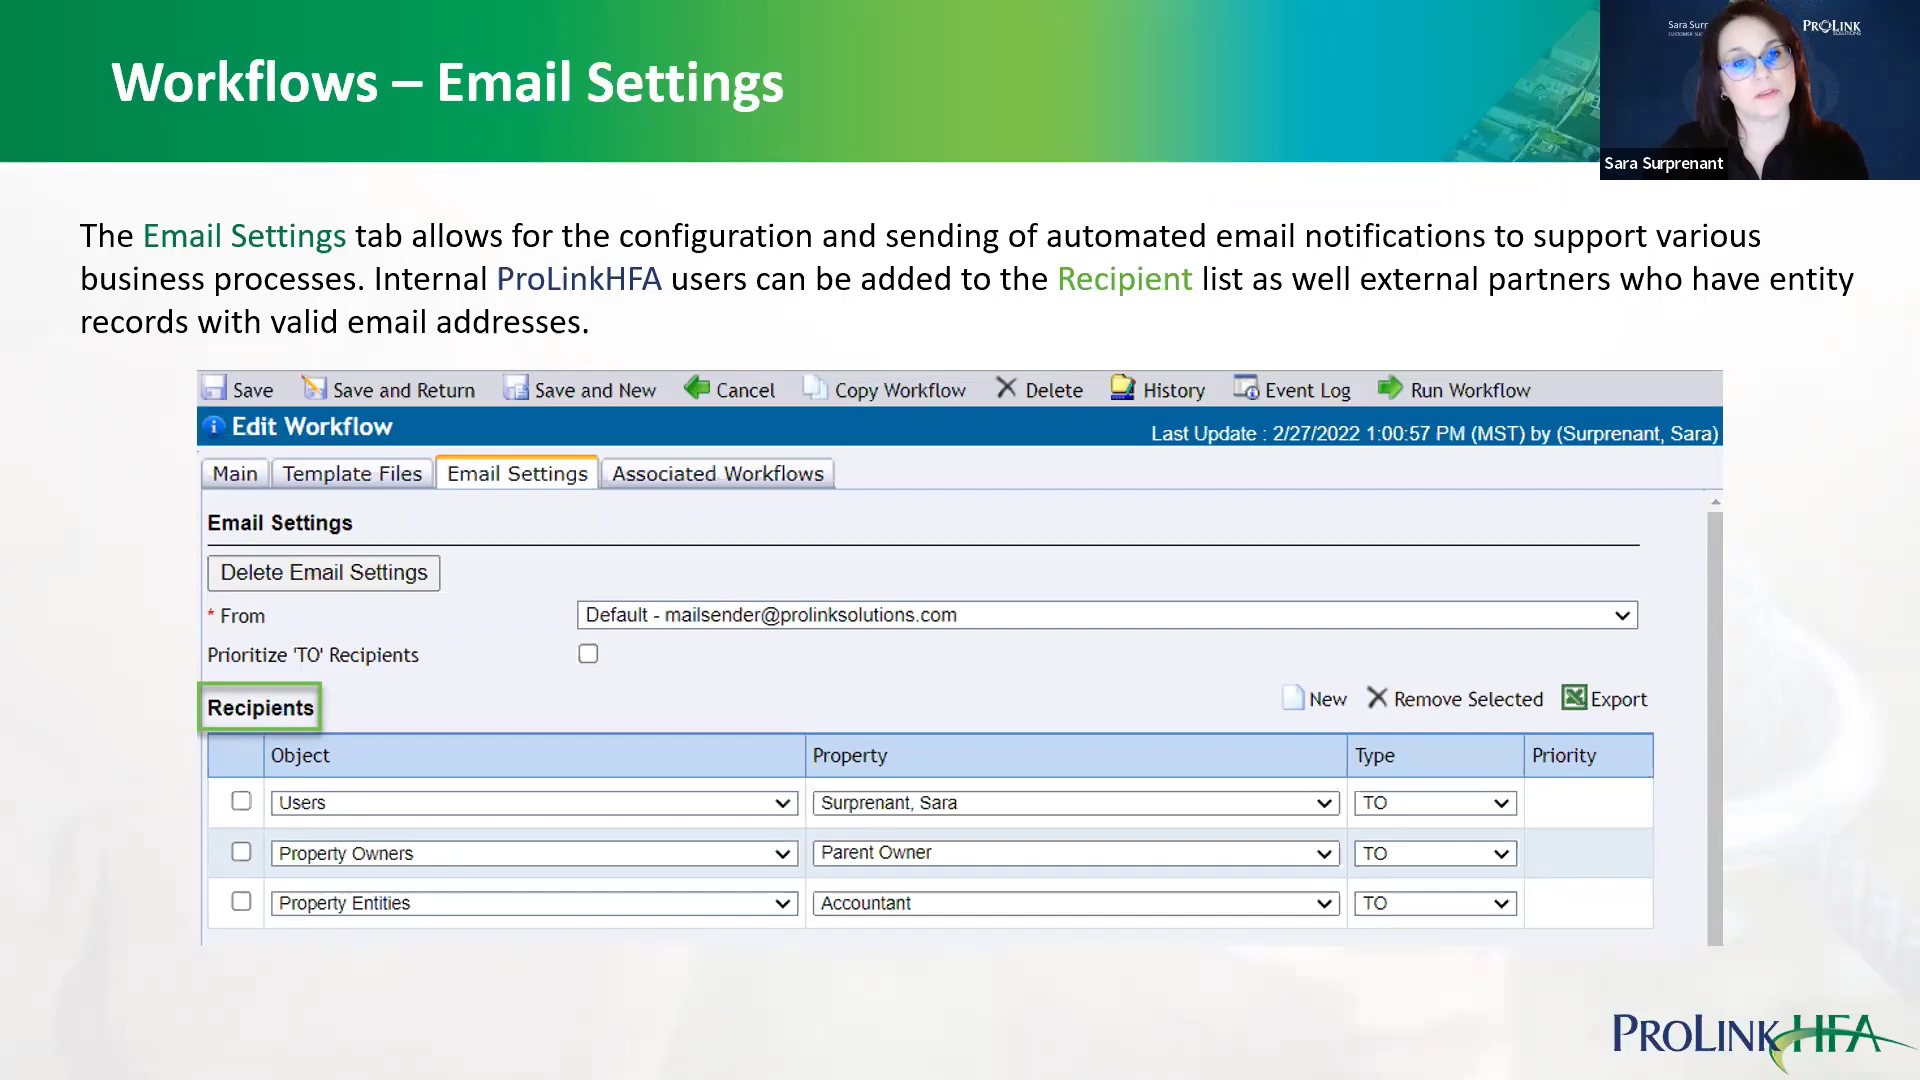 Workflows – Email Settings
Sara Surr
PROLINK
SOLUTIONS
Sara Surprenant
The Email Settings tab allows for the configuration and sending of automated email notifications to support various
business processes. Internal ProLinkHFA users can be added to the Recipient list as well external partners who have entity
records with valid email addresses.
Save Save and Return Save and New Cancel Copy Workflow Delete History Event Log Run Workflow
Edit Workflow Last Update : 2/27/2022 1:00:57 PM (MST) by (Surprenant, Sara)
Main Template Files Email Settings Associated Workflows
Email Settings
Delete Email Settings
* From Default - mailsender@prolinksolutions.com
Prioritize 'TO' Recipients
Recipients New Remove Selected Export
Object Property Type Priority
Users Surprenant, Sara TO
Property Owners Parent Owner TO
Property Entities Accountant TO
PROLINKHFA